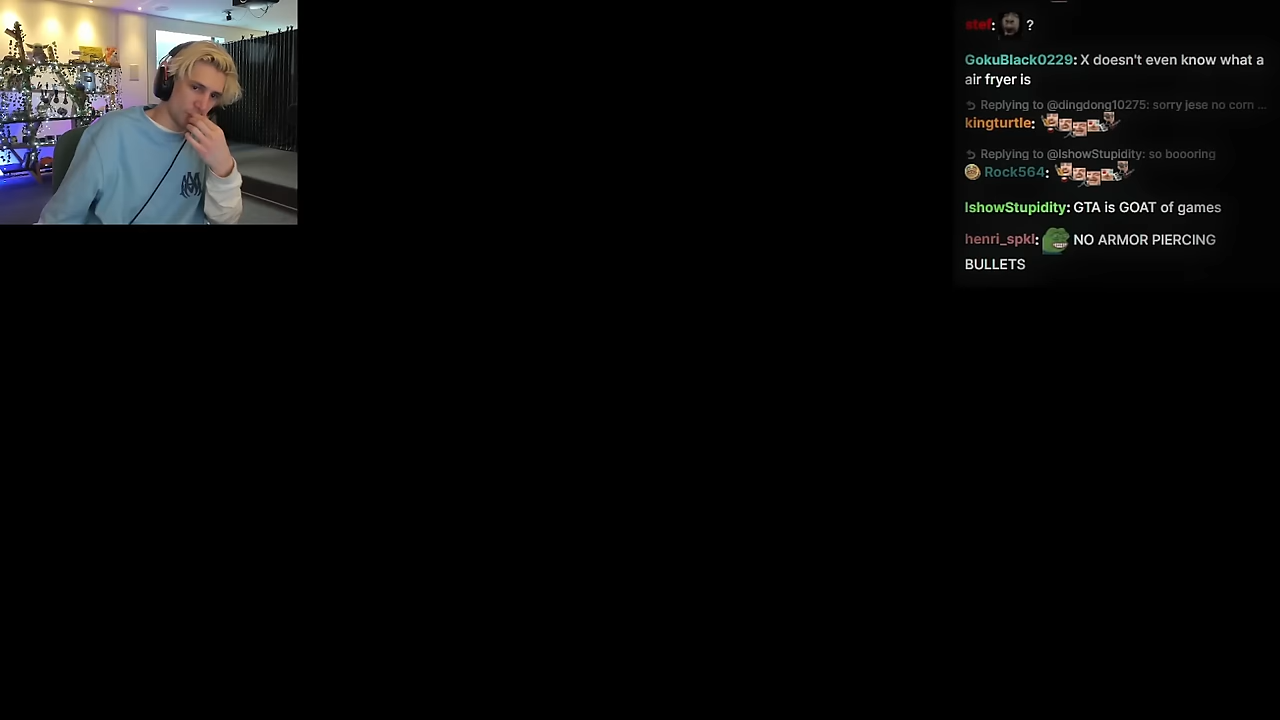 stef: ?
GokuBlack0229: X doesn't even know what a
air fryer is
Replying to @dingdong10275: sorry jese no corn ...
kingturtle:
Replying to @IshowStupidity: so boooring
Rock564:
IshowStupidity: GTA is GOAT of games
henri_spkl: NO ARMOR PIERCING
BULLETS